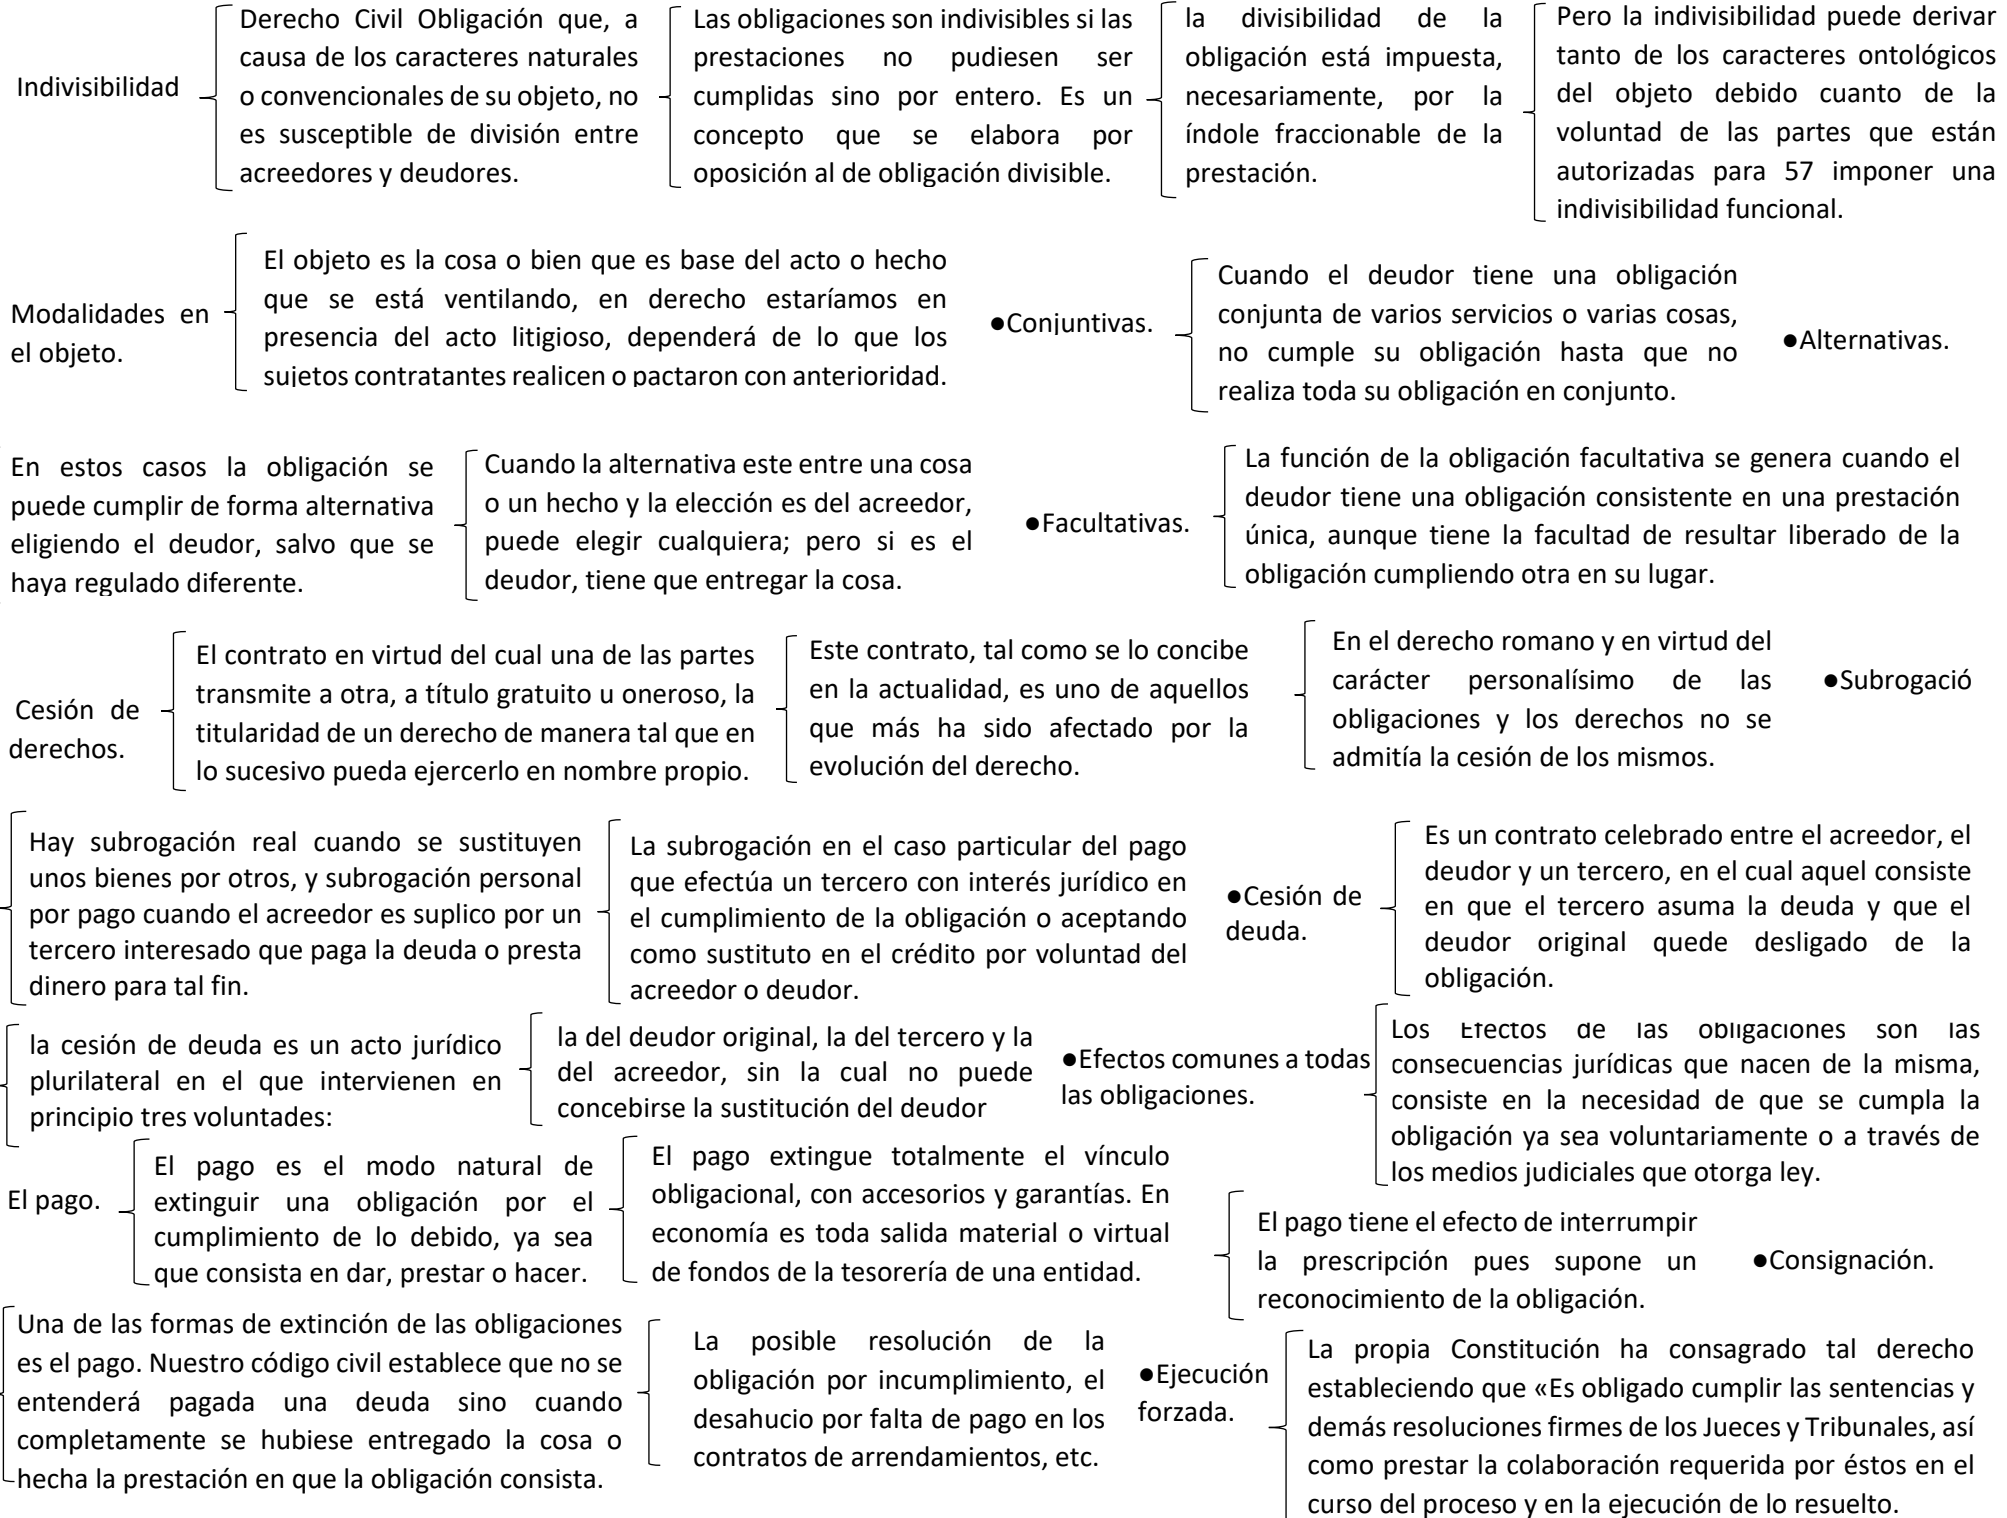 Indivisibilidad
Derecho Civil Obligación que, a
causa de los caracteres naturales
o convencionales de su objeto, no
es susceptible de división entre
acreedores y deudores.
Las obligaciones son indivisibles si las
prestaciones no pudiesen ser
cumplidas sino por entero. Es un
concepto que se elabora por
oposición al de obligación divisible.
la divisibilidad de la
obligación está impuesta,
necesariamente, por la
índole fraccionable de la
prestación.
Pero la indivisibilidad puede derivar
tanto de los caracteres ontológicos
del objeto debido cuanto de la
voluntad de las partes que están
autorizadas para 57 imponer una
indivisibilidad funcional.
Modalidades en
el objeto.
El objeto es la cosa o bien que es base del acto o hecho
que se está ventilando, en derecho estaríamos en
presencia del acto litigioso, dependerá de lo que los
sujetos contratantes realicen o pactaron con anterioridad.
●Conjuntivas.
Cuando el deudor tiene una obligación
conjunta de varios servicios o varias cosas,
no cumple su obligación hasta que no
realiza toda su obligación en conjunto.
●Alternativas.
En estos casos la obligación se
puede cumplir de forma alternativa
eligiendo el deudor, salvo que se
haya regulado diferente.
Cuando la alternativa este entre una cosa
o un hecho y la elección es del acreedor,
puede elegir cualquiera; pero si es el
deudor, tiene que entregar la cosa.
●Facultativas.
La función de la obligación facultativa se genera cuando el
deudor tiene una obligación consistente en una prestación
única, aunque tiene la facultad de resultar liberado de la
obligación cumpliendo otra en su lugar.
Cesión de
derechos.
El contrato en virtud del cual una de las partes
transmite a otra, a título gratuito u oneroso, la
titularidad de un derecho de manera tal que en
lo sucesivo pueda ejercerlo en nombre propio.
Este contrato, tal como se lo concibe
en la actualidad, es uno de aquellos
que más ha sido afectado por la
evolución del derecho.
En el derecho romano y en virtud del
carácter personalísimo de las
obligaciones y los derechos no se
admitía la cesión de los mismos.
●Subrogació
Hay subrogación real cuando se sustituyen
unos bienes por otros, y subrogación personal
por pago cuando el acreedor es suplico por un
tercero interesado que paga la deuda o presta
dinero para tal fin.
La subrogación en el caso particular del pago
que efectúa un tercero con interés jurídico en
el cumplimiento de la obligación o aceptando
como sustituto en el crédito por voluntad del
acreedor o deudor.
●Cesión de
deuda.
Es un contrato celebrado entre el acreedor, el
deudor y un tercero, en el cual aquel consiste
en que el tercero asuma la deuda y que el
deudor original quede desligado de la
obligación.
la cesión de deuda es un acto jurídico
plurilateral en el que intervienen en
principio tres voluntades:
la del deudor original, la del tercero y la
del acreedor, sin la cual no puede
concebirse la sustitución del deudor
●Efectos comunes a todas
las obligaciones.
Los Efectos de las obligaciones son las
consecuencias jurídicas que nacen de la misma,
consiste en la necesidad de que se cumpla la
obligación ya sea voluntariamente o a través de
los medios judiciales que otorga ley.
El pago.
El pago es el modo natural de
extinguir una obligación por el
cumplimiento de lo debido, ya sea
que consista en dar, prestar o hacer.
El pago extingue totalmente el vínculo
obligacional, con accesorios y garantías. En
economía es toda salida material o virtual
de fondos de la tesorería de una entidad.
El pago tiene el efecto de interrumpir
la prescripción pues supone un
reconocimiento de la obligación.
●Consignación.
Una de las formas de extinción de las obligaciones
es el pago. Nuestro código civil establece que no se
entenderá pagada una deuda sino cuando
completamente se hubiese entregado la cosa o
hecha la prestación en que la obligación consista.
La posible resolución de la
obligación por incumplimiento, el
desahucio por falta de pago en los
contratos de arrendamientos, etc.
●Ejecución
forzada.
La propia Constitución ha consagrado tal derecho
estableciendo que «Es obligado cumplir las sentencias y
demás resoluciones firmes de los Jueces y Tribunales, así
como prestar la colaboración requerida por éstos en el
curso del proceso y en la ejecución de lo resuelto.